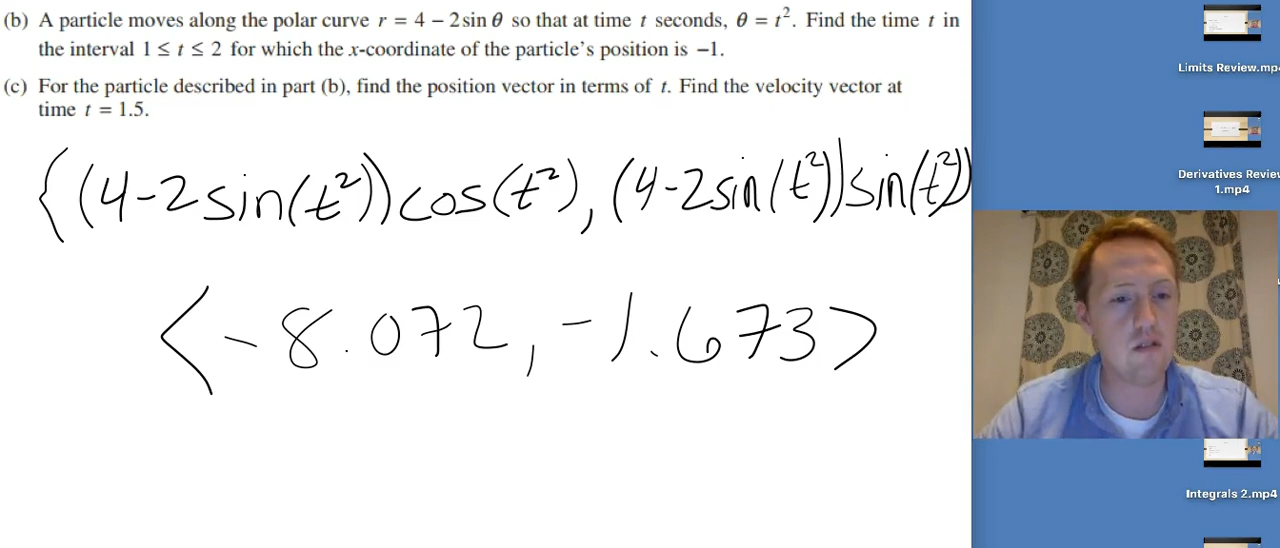 (b) A particle moves along the polar curve r = 4 − 2 sin θ so that at time t seconds, θ = t². Find the time t in
the interval 1 ≤ t ≤ 2 for which the x-coordinate of the particle's position is −1.
(c) For the particle described in part (b), find the position vector in terms of t. Find the velocity vector at
time t = 1.5.
{(4-2sin(t²))cos(t²), (4-2sin(t²))sin(t²)
<-8.072, -1.673>
Limits Review.mp4
Derivatives Review
1.mp4
Integrals 2.mp4